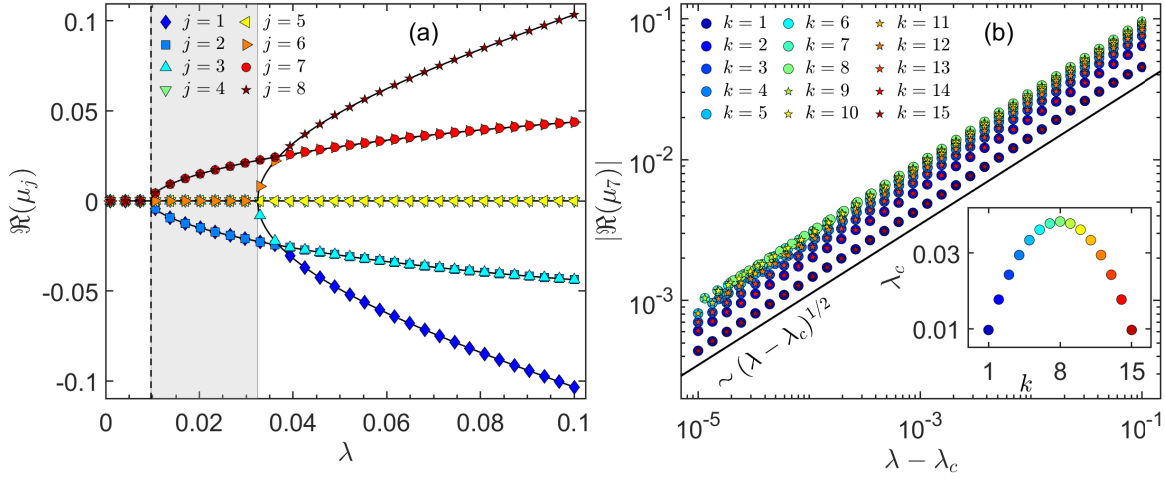 (a)
ℜ(μ_j)
0.1
0.05
0
-0.05
-0.1
j = 1
j = 2
j = 3
j = 4
j = 5
j = 6
j = 7
j = 8
0 0.02 0.04 0.06 0.08 0.1
λ
(b)
|ℜ(μ_7)|
10^-1
10^-2
10^-3
k = 1
k = 2
k = 3
k = 4
k = 5
k = 6
k = 7
k = 8
k = 9
k = 10
k = 11
k = 12
k = 13
k = 14
k = 15
∼ (λ − λ_c)^1/2
λ_c
0.03
0.01
1 8 15
k
10^-5 10^-3 10^-1
λ − λ_c